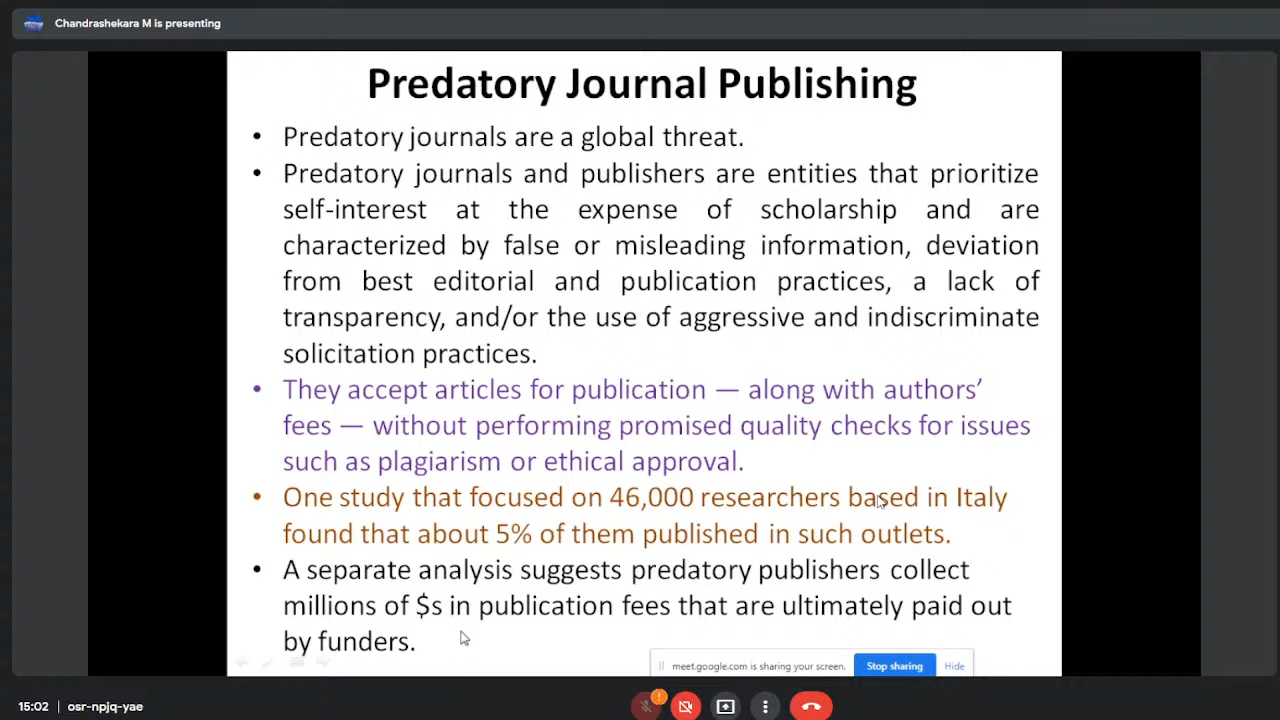 Chandrashekara M is presenting
Predatory Journal Publishing
• Predatory journals are a global threat.
• Predatory journals and publishers are entities that prioritize
self-interest at the expense of scholarship and are
characterized by false or misleading information, deviation
from best editorial and publication practices, a lack of
transparency, and/or the use of aggressive and indiscriminate
solicitation practices.
• They accept articles for publication — along with authors’
fees — without performing promised quality checks for issues
such as plagiarism or ethical approval.
• One study that focused on 46,000 researchers based in Italy
found that about 5% of them published in such outlets.
• A separate analysis suggests predatory publishers collect
millions of $s in publication fees that are ultimately paid out
by funders.
meet.google.com is sharing your screen. Stop sharing Hide
15:02 | osr-npjq-yae
!